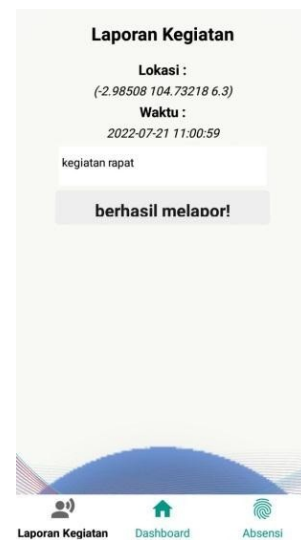 Laporan Kegiatan
Lokasi :
(-2.98508 104.73218 6.3)
Waktu :
2022-07-21 11:00:59
kegiatan rapat
berhasil melapor!
Laporan Kegiatan
Dashboard
Absensi